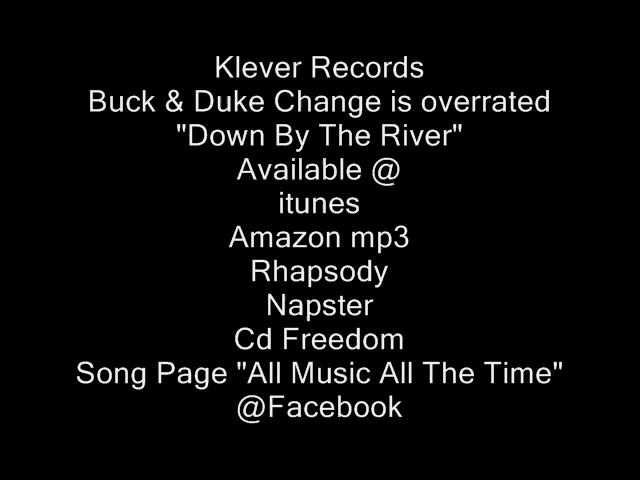 Klever Records
Buck & Duke Change is overrated
"Down By The River"
Available @
itunes
Amazon mp3
Rhapsody
Napster
Cd Freedom
Song Page "All Music All The Time"
@Facebook